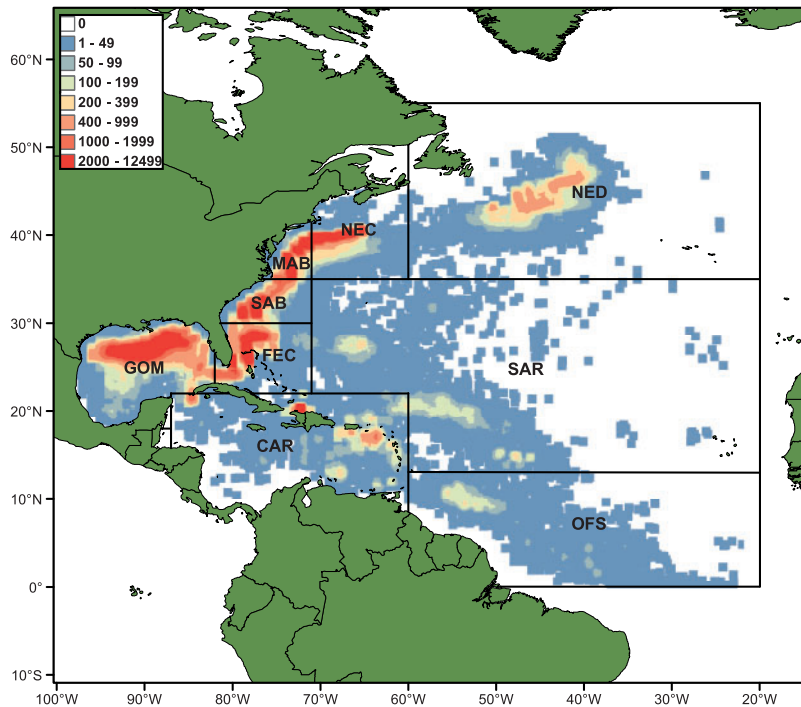 0
1 - 49
50 - 99
100 - 199
200 - 399
400 - 999
1000 - 1999
2000 - 12499
60°N
50°N
40°N
30°N
20°N
10°N
0°
10°S
NED
NEC
MAB
SAB
FEC
GOM
SAR
CAR
OFS
100°W 90°W 80°W 70°W 60°W 50°W 40°W 30°W 20°W